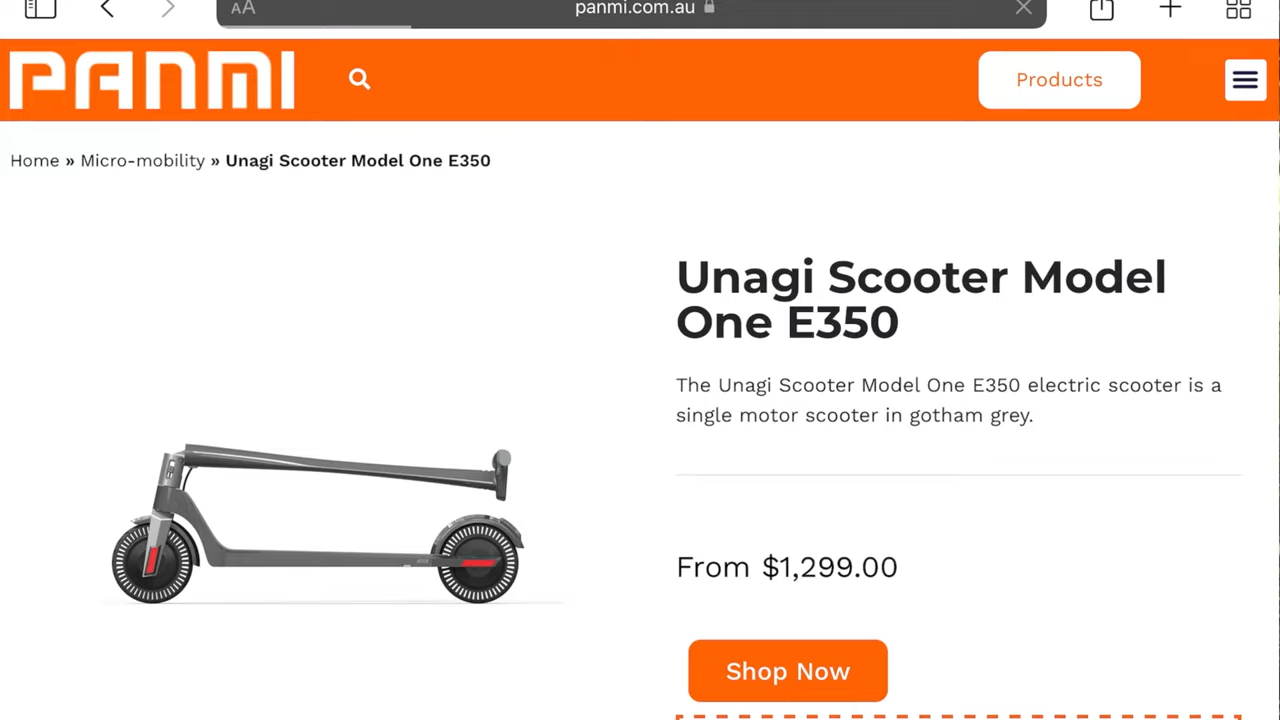 AA
panmi.com.au
PANMI
Products
Home » Micro-mobility » Unagi Scooter Model One E350
Unagi Scooter Model
One E350
The Unagi Scooter Model One E350 electric scooter is a
single motor scooter in gotham grey.
From $1,299.00
Shop Now